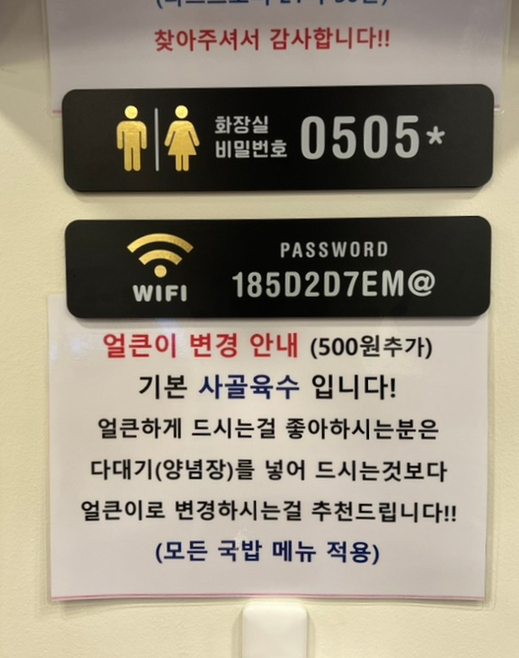 찾아주셔서 감사합니다!!
화장실
비밀번호
0505*
WIFI
PASSWORD
185D2D7EM@
얼큰이 변경 안내 (500원추가)
기본 사골육수 입니다!
얼큰하게 드시는걸 좋아하시는분은
다대기(양념장)를 넣어 드시는것보다
얼큰이로 변경하시는걸 추천드립니다!!
(모든 국밥 메뉴 적용)